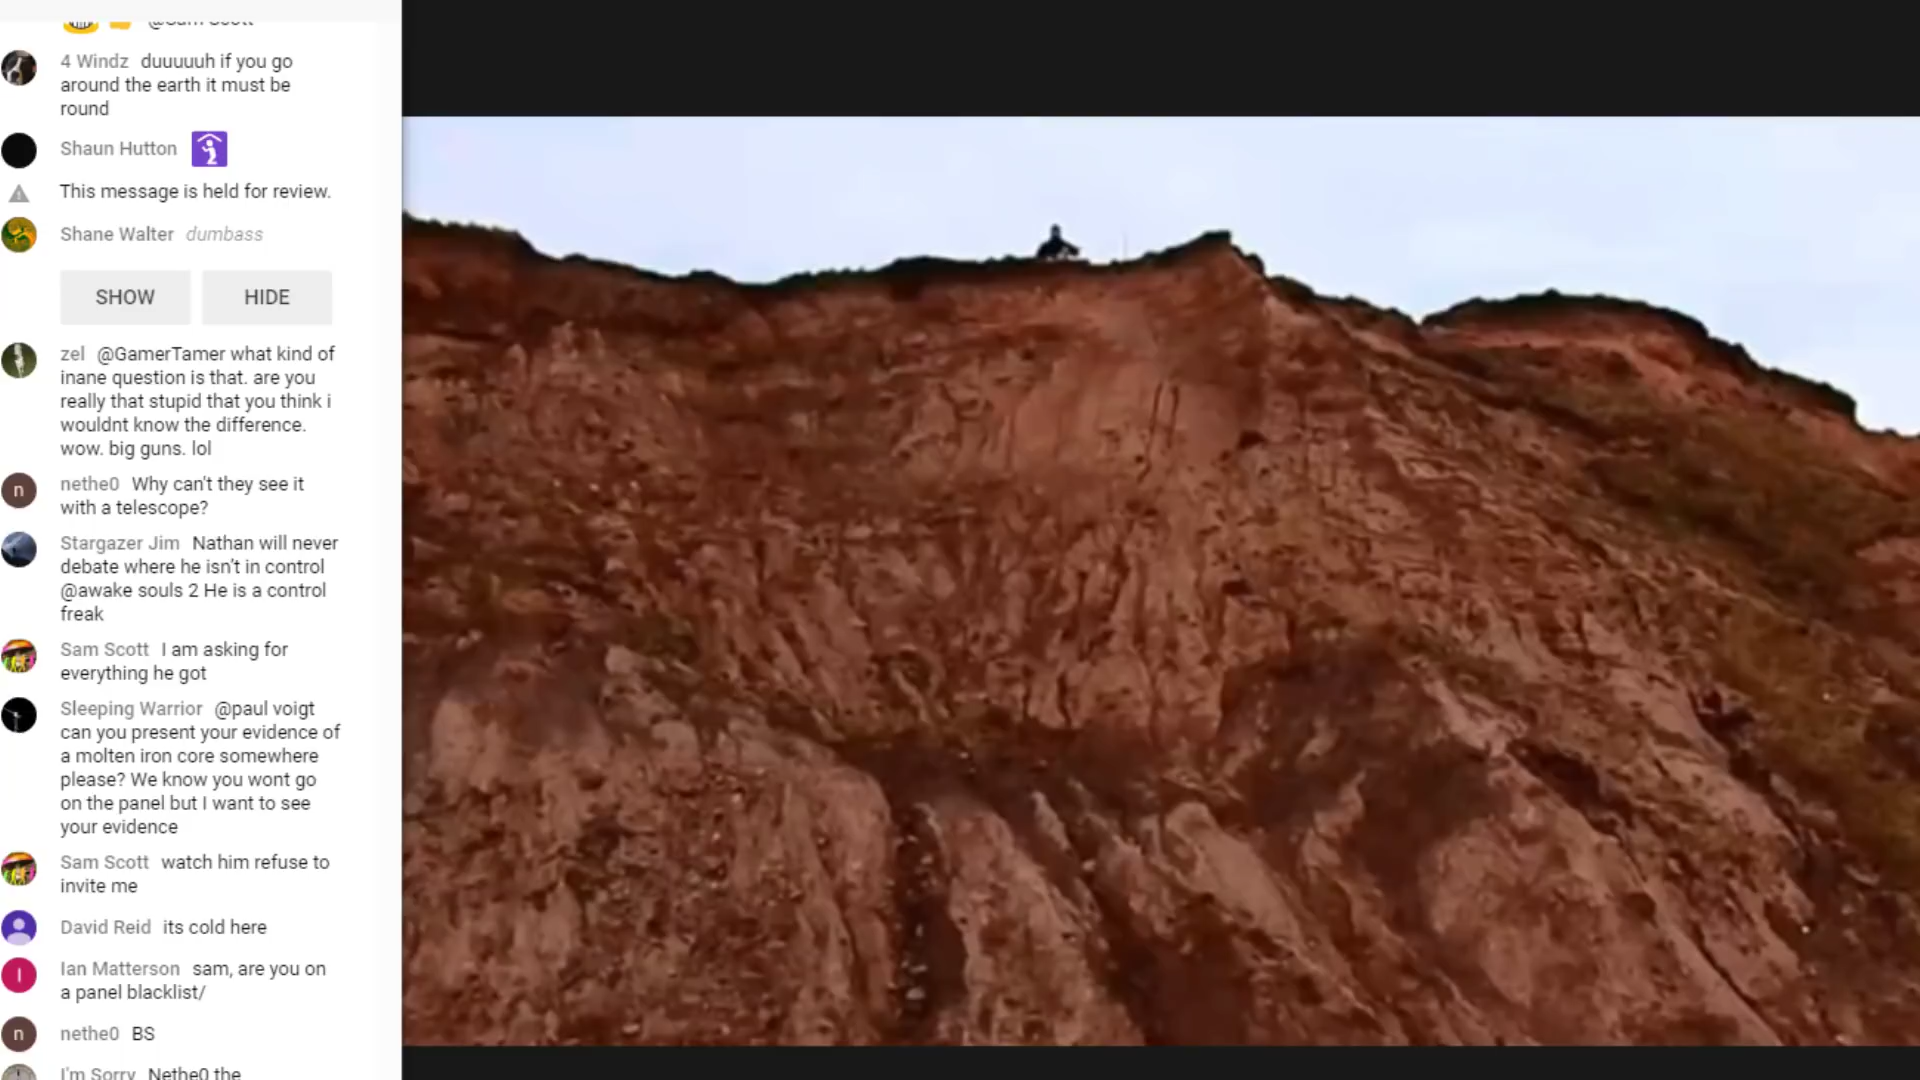 @Sam Scott
4 Windz duuuuuh if you go
around the earth it must be
round
Shaun Hutton
This message is held for review.
Shane Walter dumbass
SHOW HIDE
zel @GamerTamer what kind of
inane question is that. are you
really that stupid that you think i
wouldnt know the difference.
wow. big guns. lol
nethe0 Why can't they see it
with a telescope?
Stargazer Jim Nathan will never
debate where he isn't in control
@awake souls 2 He is a control
freak
Sam Scott I am asking for
everything he got
Sleeping Warrior @paul voigt
can you present your evidence of
a molten iron core somewhere
please? We know you wont go
on the panel but I want to see
your evidence
Sam Scott watch him refuse to
invite me
David Reid its cold here
Ian Matterson sam, are you on
a panel blacklist/
n
nethe0 BS
I'm Sorry Nethe0 the